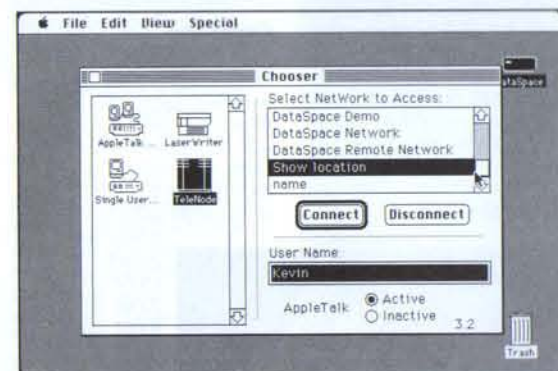 File Edit View Special
Chooser
DataSpace
AppleTalk ...
LaserWriter
Single User...
TeleNode
Select NetWork to Access:
DataSpace Demo
DataSpace Network
DataSpace Remote Network
Show location
name
Connect
Disconnect
User Name:
Kevin
AppleTalk
Active
Inactive
3.2
Trash